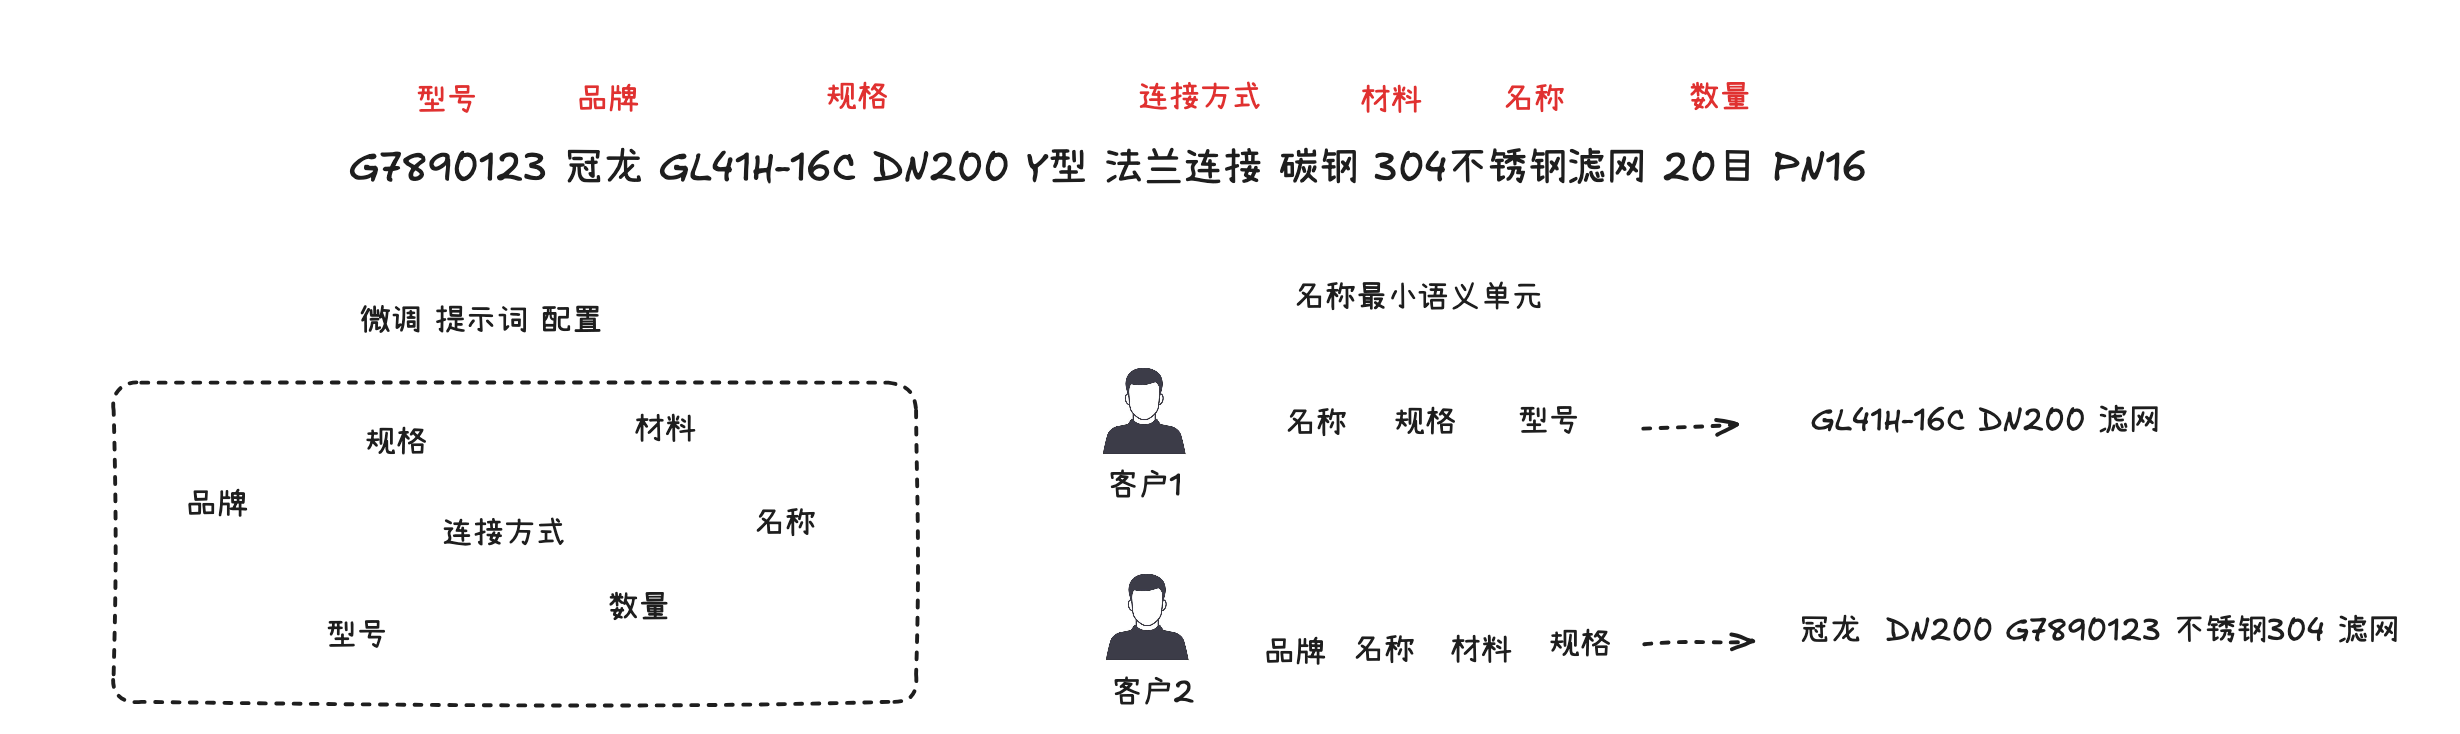 型号 品牌 规格 连接方式 材料 名称 数量
G7890123 冠龙 GL41H-16C DN200 Y型 法兰连接 碳钢 304不锈钢滤网 20目 PN16
微调 提示词 配置
规格 材料
品牌 连接方式 名称
型号 数量
名称最小语义单元
名称 规格 型号 GL41H-16C DN200 滤网
客户1
品牌 名称 材料 规格 冠龙 DN200 G7890123 不锈钢304 滤网
客户2